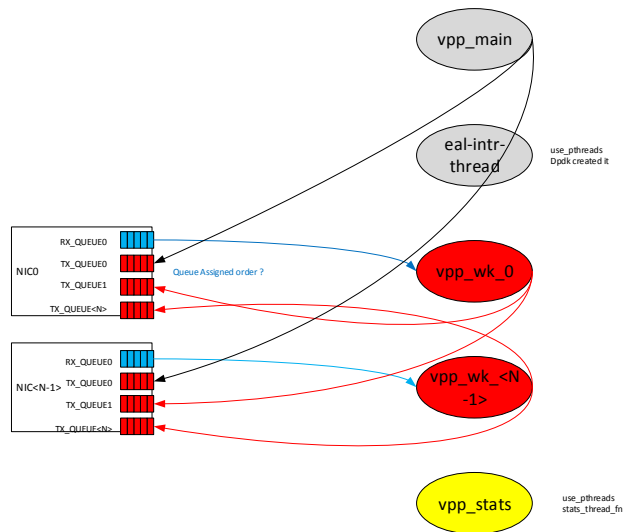 vpp_main
eal-intr-
thread
use_pthreads
Dpdk created it
RX_QUEUE0
TX_QUEUE0
NIC0
TX_QUEUE1
TX_QUEUE<N>
Queue Assigned order ?
vpp_wk_0
RX_QUEUE0
TX_QUEUE0
NIC<N-1>
TX_QUEUE1
TX_QUEUE<N>
vpp_wk_<N
-1>
vpp_stats
use_pthreads
stats_thread_fn